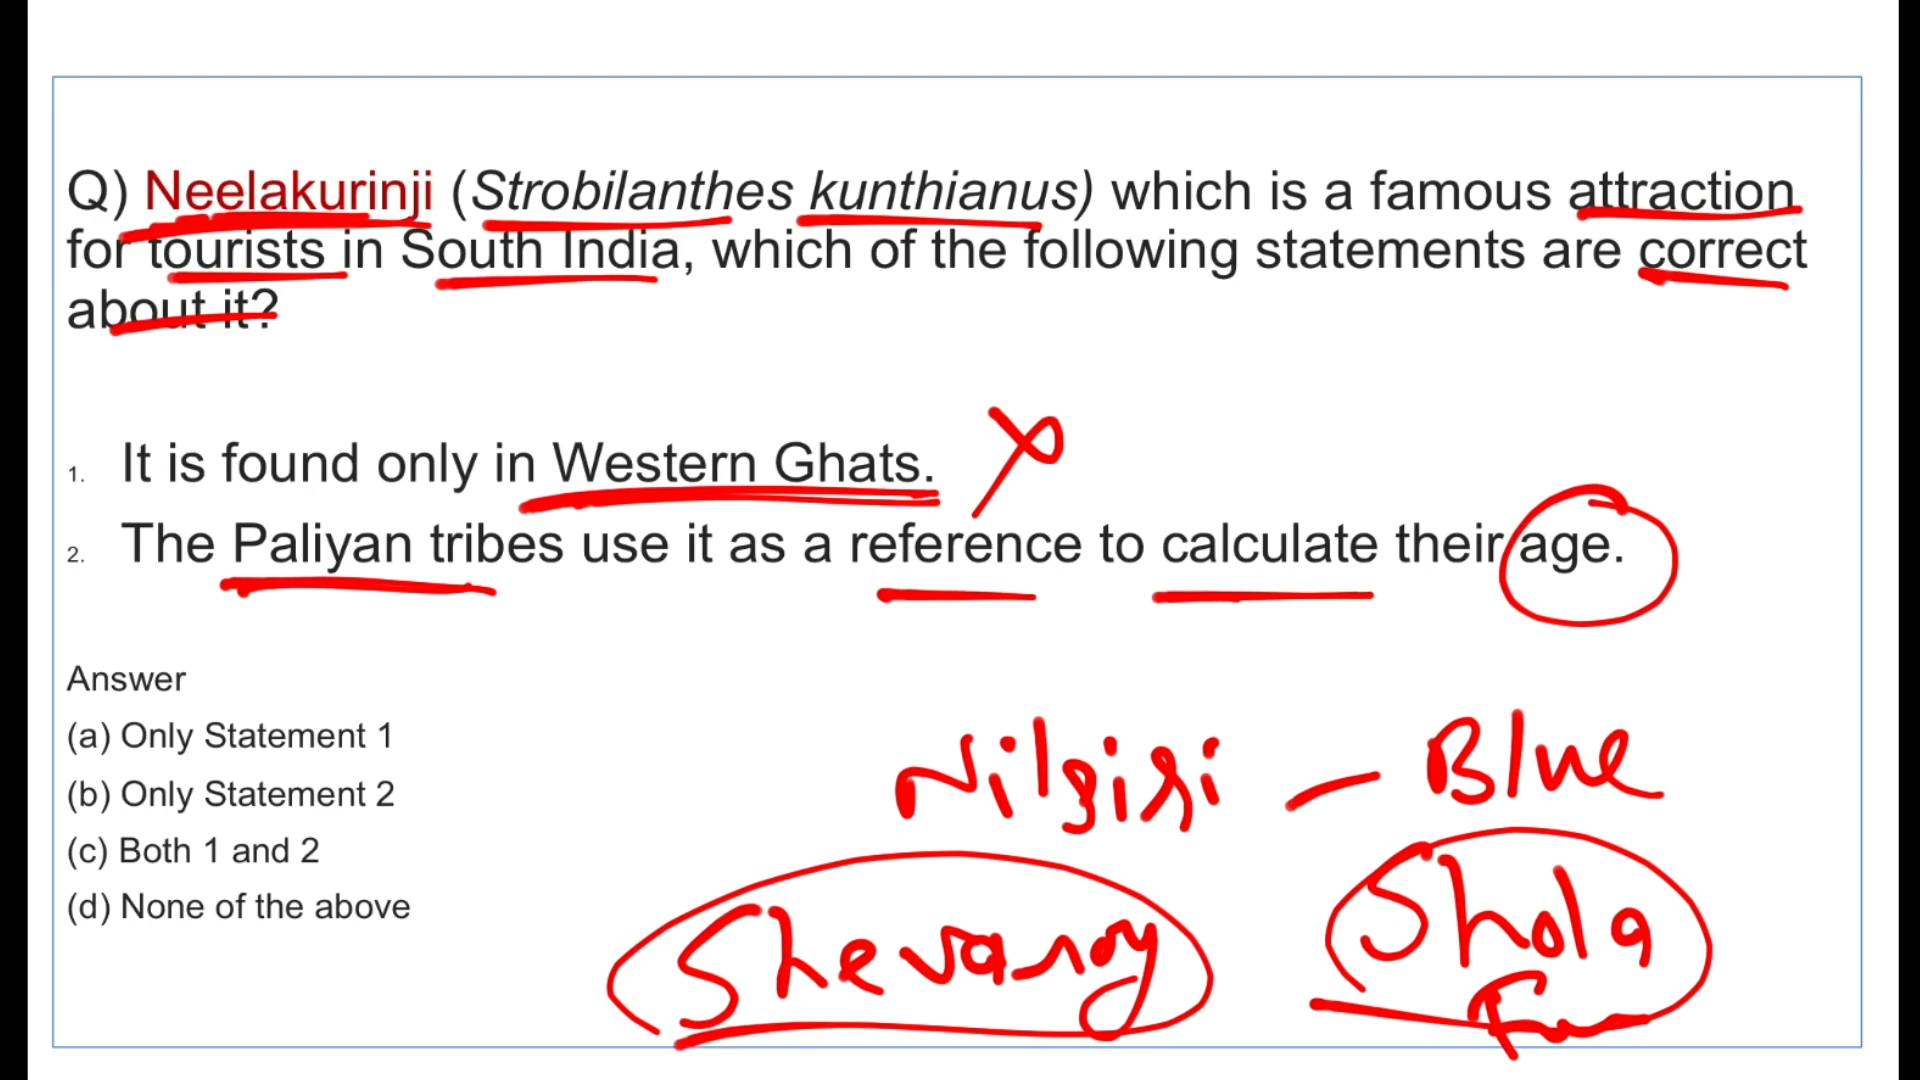 Q) Neelakurinji (Strobilanthes kunthianus) which is a famous attraction
for tourists in South India, which of the following statements are correct
about it?
1. It is found only in Western Ghats.
2. The Paliyan tribes use it as a reference to calculate their age.
Answer
(a) Only Statement 1
(b) Only Statement 2
(c) Both 1 and 2
(d) None of the above
Nilgiri - Blue
Shevaroy Shola